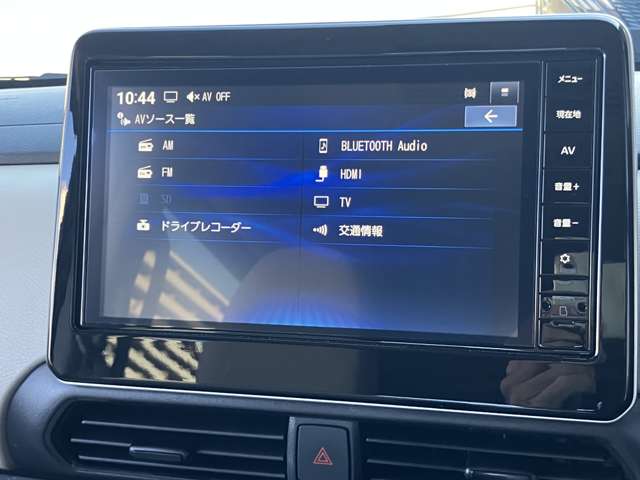 10:44 AV OFF
AVソース一覧
AM
FM
SD
ドライブレコーダー
BLUETOOTH Audio
HDMI
TV
交通情報
メニュー
現在地
AV
音量+
音量-